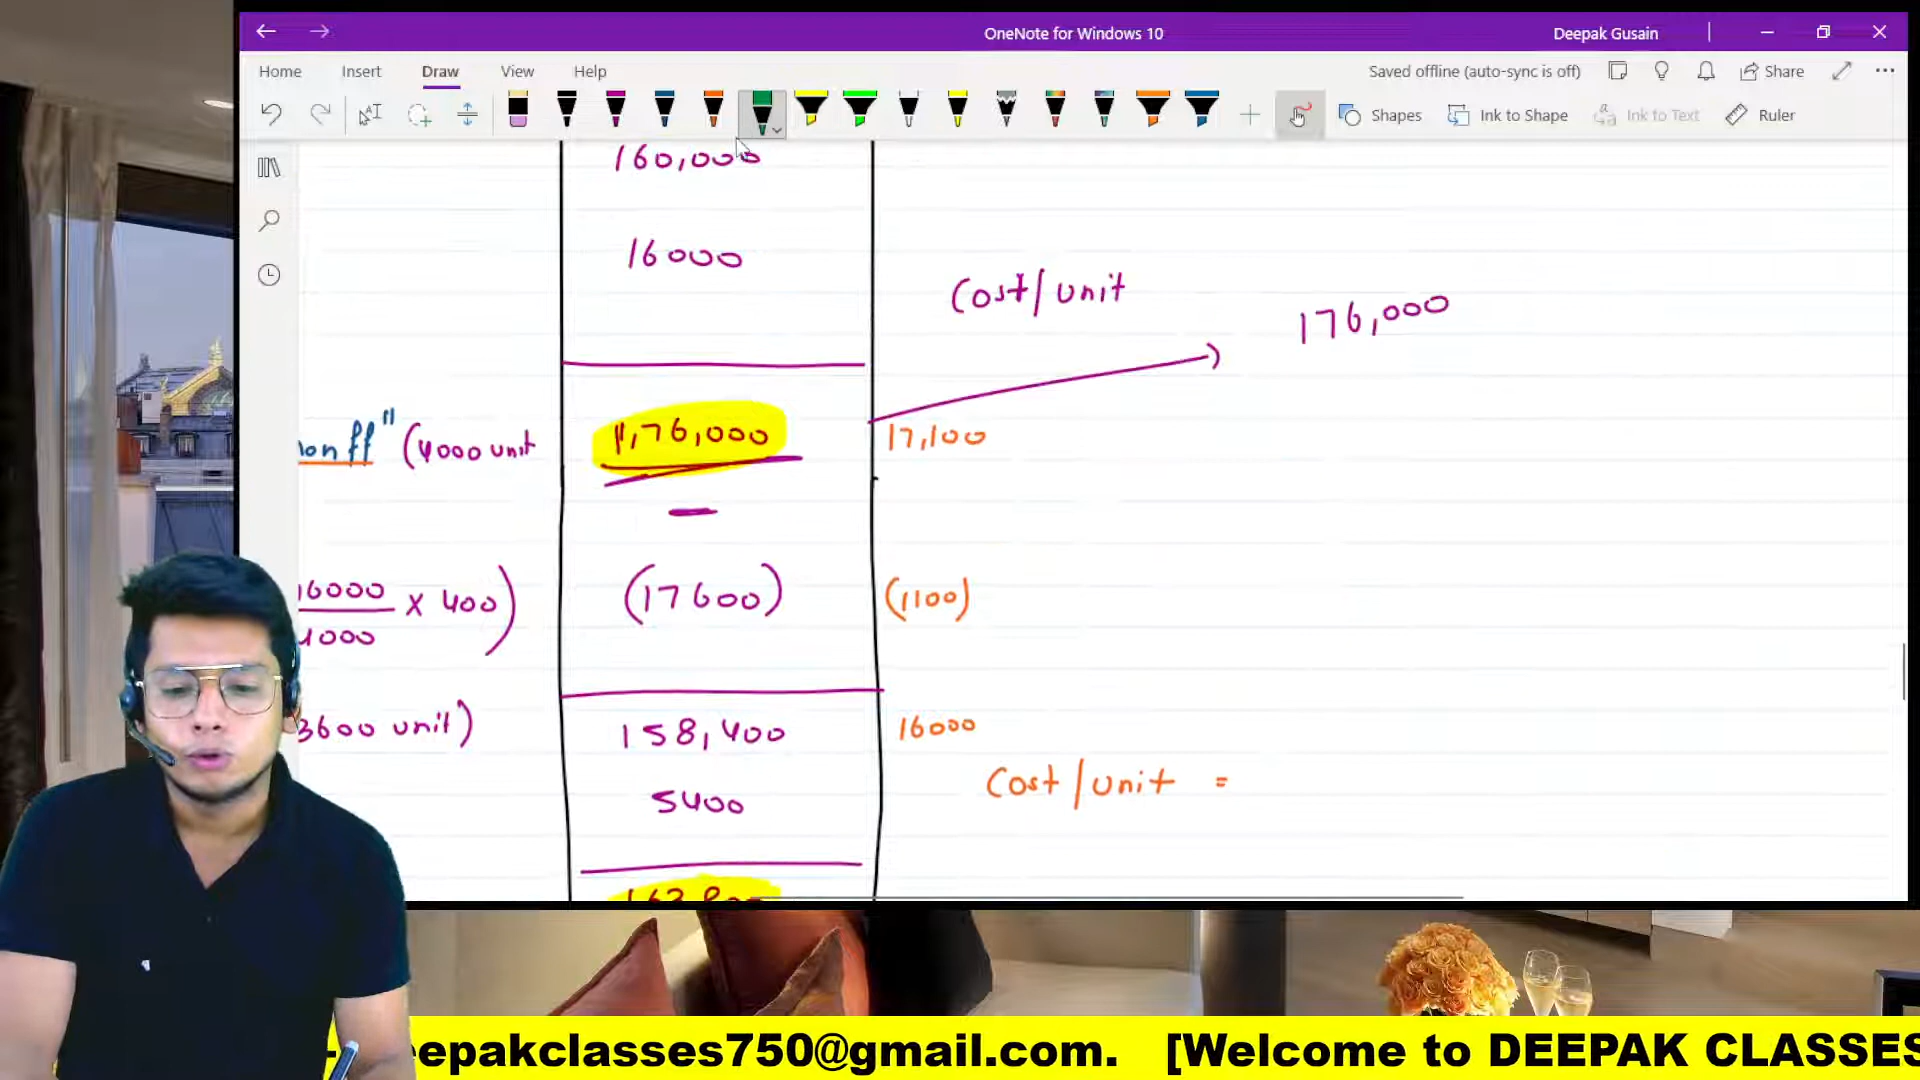 OneNote for Windows 10
Deepak Gusain
Home Insert Draw View Help
Saved offline (auto-sync is off)
Share
Shapes
Ink to Shape
Ink to Text
Ruler
160,000
16000
Cost/unit
176,000
(4000 unit
1,76,000
17,100
16000
× 400)
(17600)
(1100)
3600 unit)
158,400
16000
5400
Cost/unit =
eepakclasses750@gmail.com. [Welcome to DEEPAK CLASSES